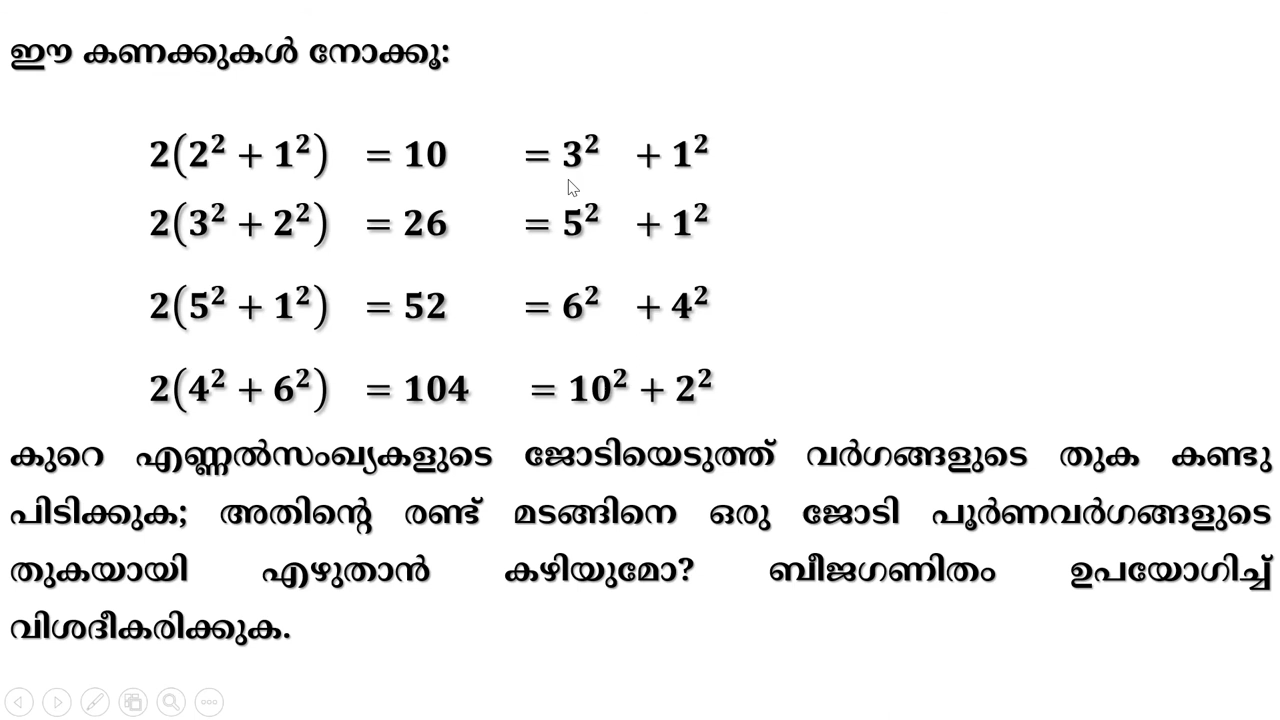 ഈ കണക്കുകൾ നോക്കൂ:
2(2² + 1²) = 10 = 3² + 1²
2(3² + 2²) = 26 = 5² + 1²
2(5² + 1²) = 52 = 6² + 4²
2(4² + 6²) = 104 = 10² + 2²
കുറെ എണ്ണൽസംഖ്യകളുടെ ജോടിയെടുത്ത് വർഗങ്ങളുടെ തുക കണ്ടു
പിടിക്കുക; അതിന്റെ രണ്ട് മടങ്ങിനെ ഒരു ജോടി പൂർണവർഗങ്ങളുടെ
തുകയായി എഴുതാൻ കഴിയുമോ? ബീജഗണിതം ഉപയോഗിച്ച്
വിശദീകരിക്കുക.